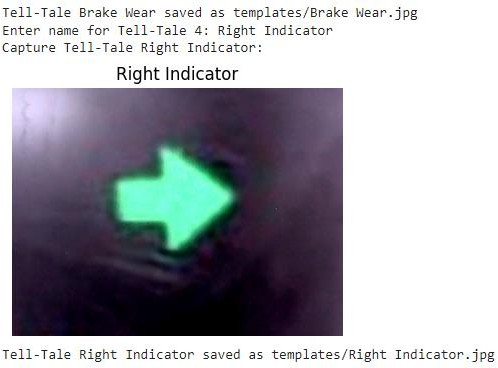 Tell-Tale Brake Wear saved as templates/Brake Wear.jpg
Enter name for Tell-Tale 4: Right Indicator
Capture Tell-Tale Right Indicator:
Right Indicator
Tell-Tale Right Indicator saved as templates/Right Indicator.jpg